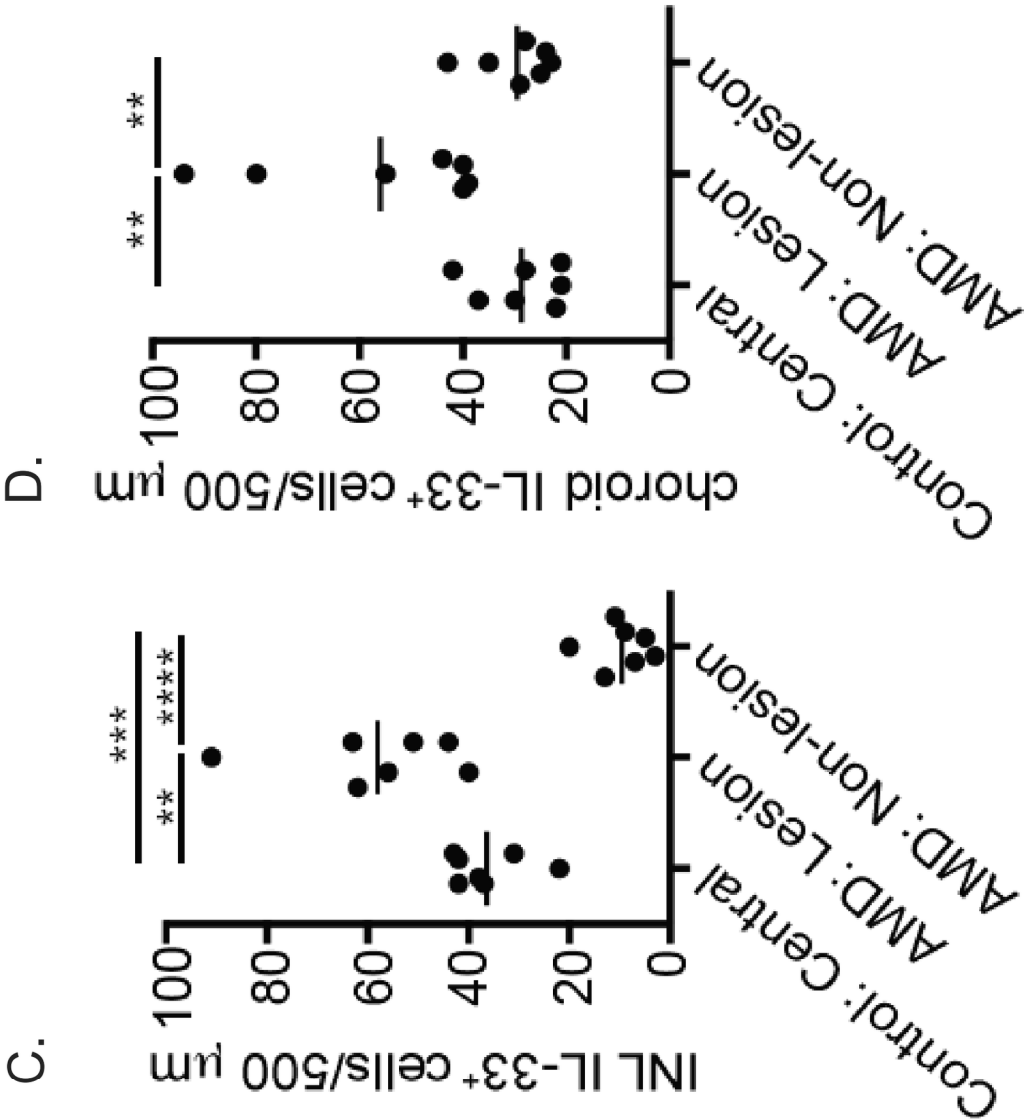 C.
INL IL-33⁺ cells/500 μm
100
80
60
40
20
0
***
**
****
Control: Central
AMD: Lesion
AMD: Non-lesion
D.
choroid IL-33⁺ cells/500 μm
100
80
60
40
20
0
**
**
Control: Central
AMD: Lesion
AMD: Non-lesion